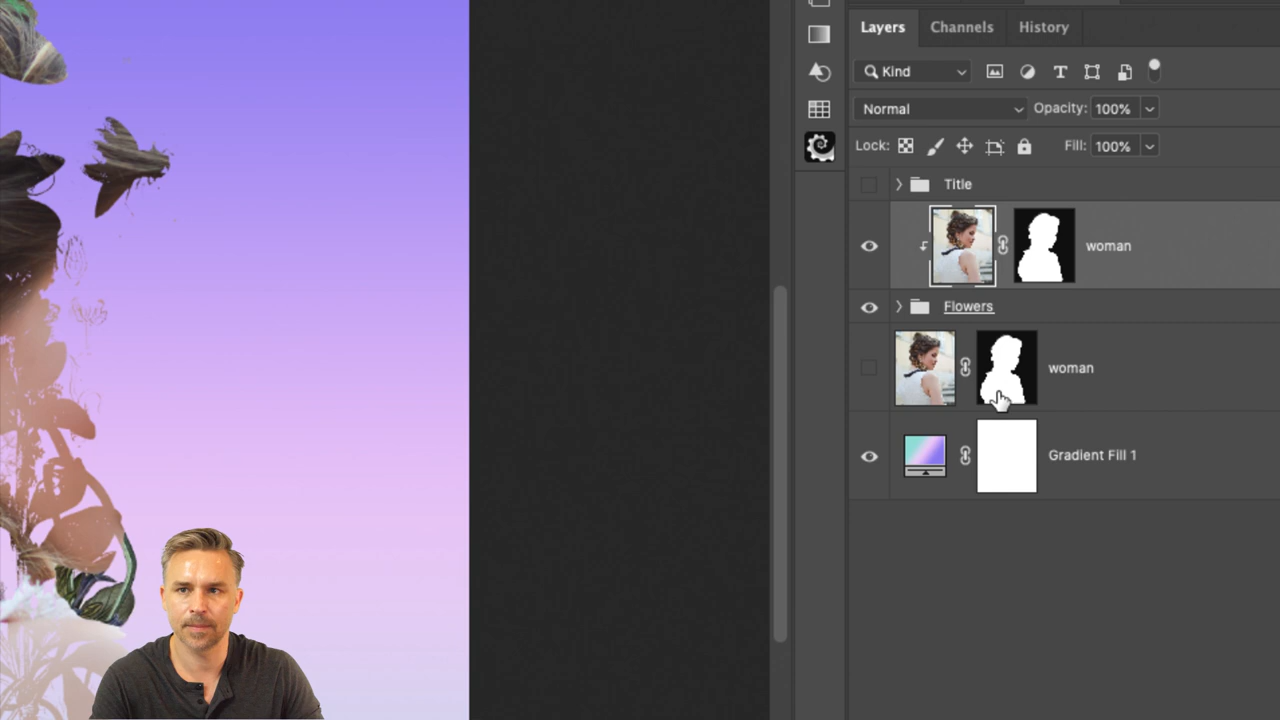 Layers Channels History
Kind
Normal Opacity: 100%
Lock: Fill: 100%
Title
woman
Flowers
woman
Gradient Fill 1